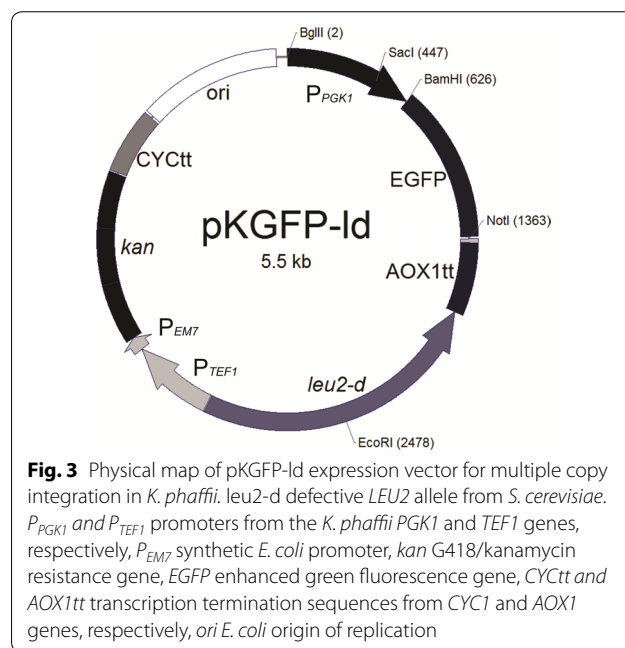 BglII (2)
SacI (447)
BamHI (626)
P PGK1
ori
CYCtt
EGFP
pKGFP-ld
5.5 kb
NotI (1363)
kan
AOX1tt
P EM7
P TEF1
leu2-d
EcoRI (2478)
Fig. 3 Physical map of pKGFP-ld expression vector for multiple copy
integration in K. phaffii. leu2-d defective LEU2 allele from S. cerevisiae.
PPGK1 and PTEF1 promoters from the K. phaffii PGK1 and TEF1 genes,
respectively, PEM7 synthetic E. coli promoter, kan G418/kanamycin
resistance gene, EGFP enhanced green fluorescence gene, CYCtt and
AOX1tt transcription termination sequences from CYC1 and AOX1
genes, respectively, ori E. coli origin of replication